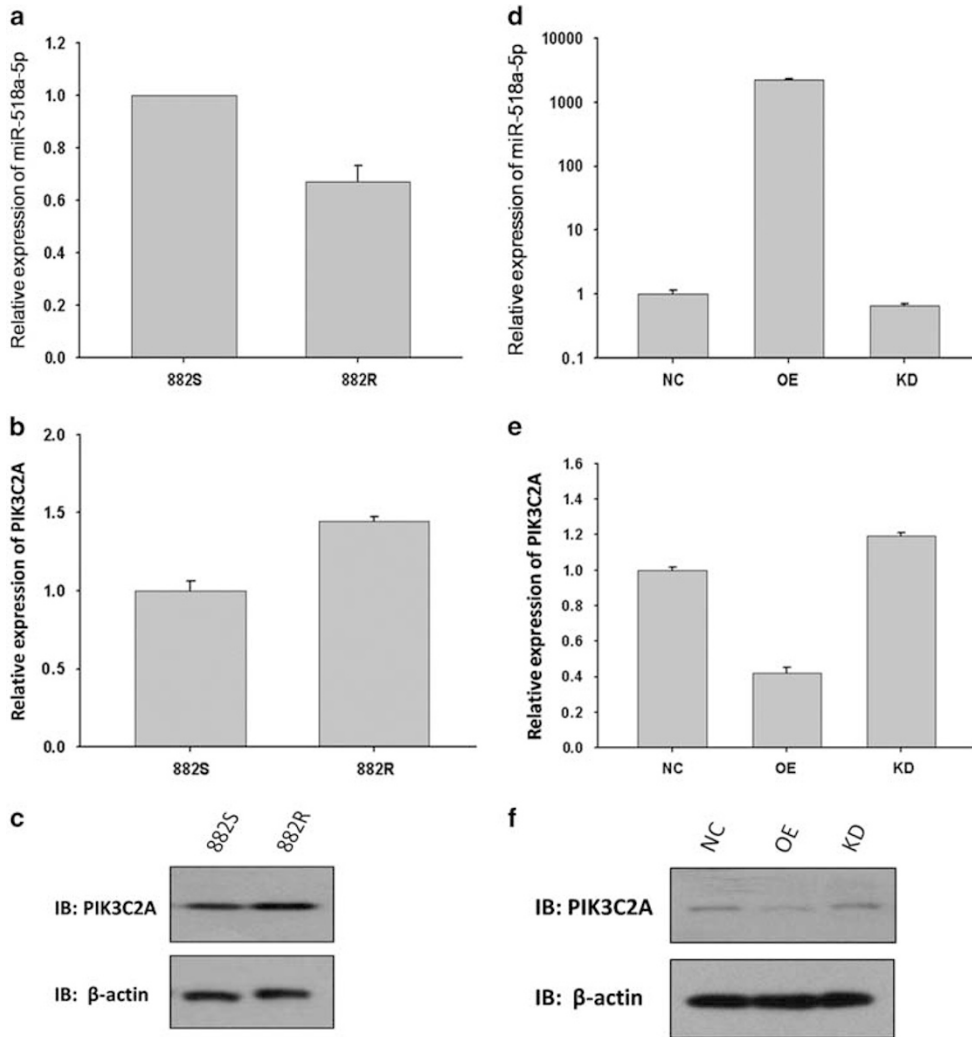 a
Relative expression of miR-518a-5p
1.2
1.0
0.8
0.6
0.4
0.2
0.0
882S 882R
b
Relative expression of PIK3C2A
2.0
1.5
1.0
0.5
0.0
882S 882R
c
882S 882R
IB: PIK3C2A
IB: β-actin
d
Relative expression of miR-518a-5p
10000
1000
100
10
1
0.1
NC OE KD
e
Relative expression of PIK3C2A
1.6
1.4
1.2
1.0
0.8
0.6
0.4
0.2
0.0
NC OE KD
f
NC OE KD
IB: PIK3C2A
IB: β-actin